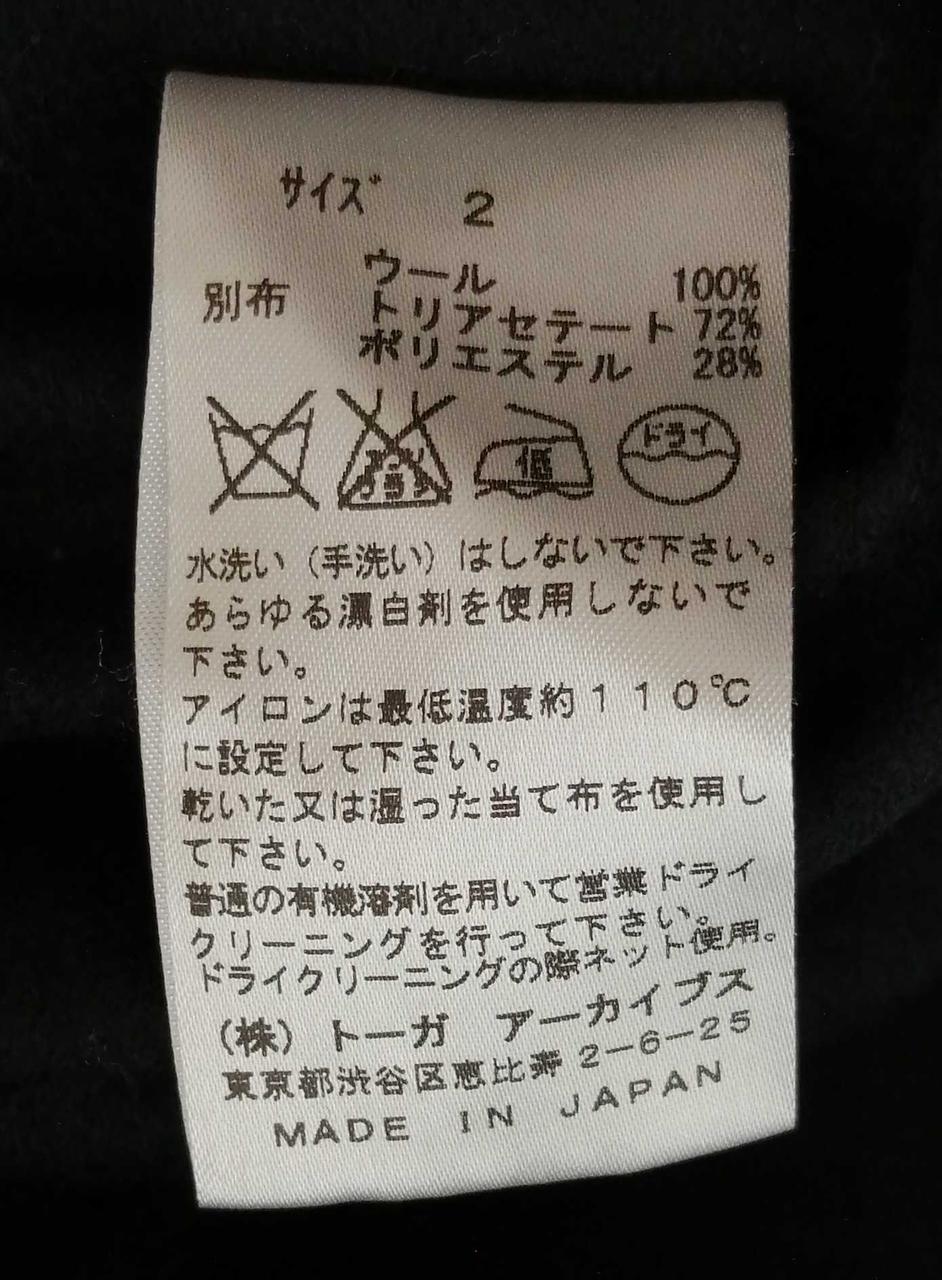 サイズ 2
ウール 100%
別布 トリアセテート 72%
ポリエステル 28%
低 ドライ
水洗い（手洗い）はしないで下さい。
あらゆる漂白剤を使用しないで
下さい。
アイロンは最低温度約１１０℃
に設定して下さい。
乾いた又は湿った当て布を使用し
て下さい。
普通の有機溶剤を用いて営業ドライ
クリーニングを行って下さい。
ドライクリーニングの際ネット使用。
（株）トーガ アーカイブス
東京都渋谷区恵比寿２－６－２５
MADE IN JAPAN